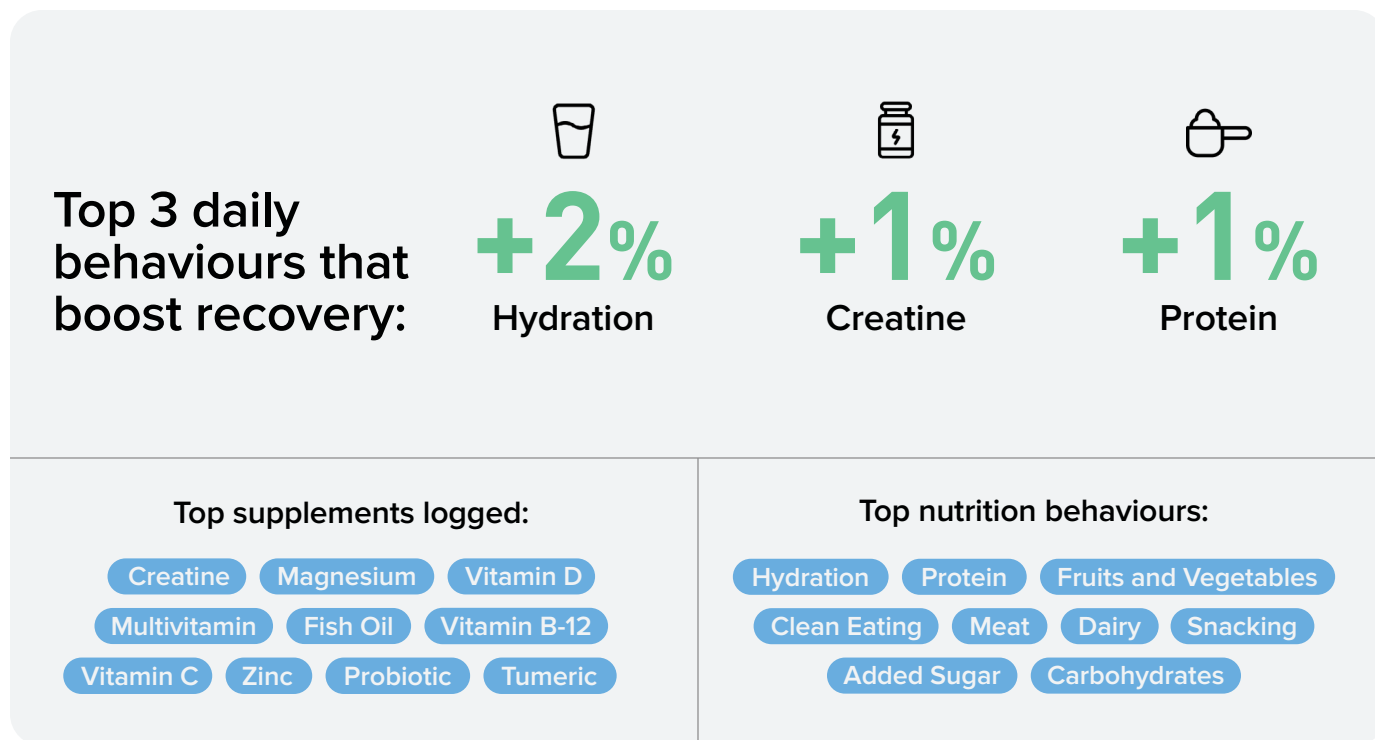 Top 3 daily
behaviours that
boost recovery:
+2%
Hydration
+1%
Creatine
+1%
Protein
Top supplements logged:
Creatine Magnesium Vitamin D
Multivitamin Fish Oil Vitamin B-12
Vitamin C Zinc Probiotic Tumeric
Top nutrition behaviours:
Hydration Protein Fruits and Vegetables
Clean Eating Meat Dairy Snacking
Added Sugar Carbohydrates